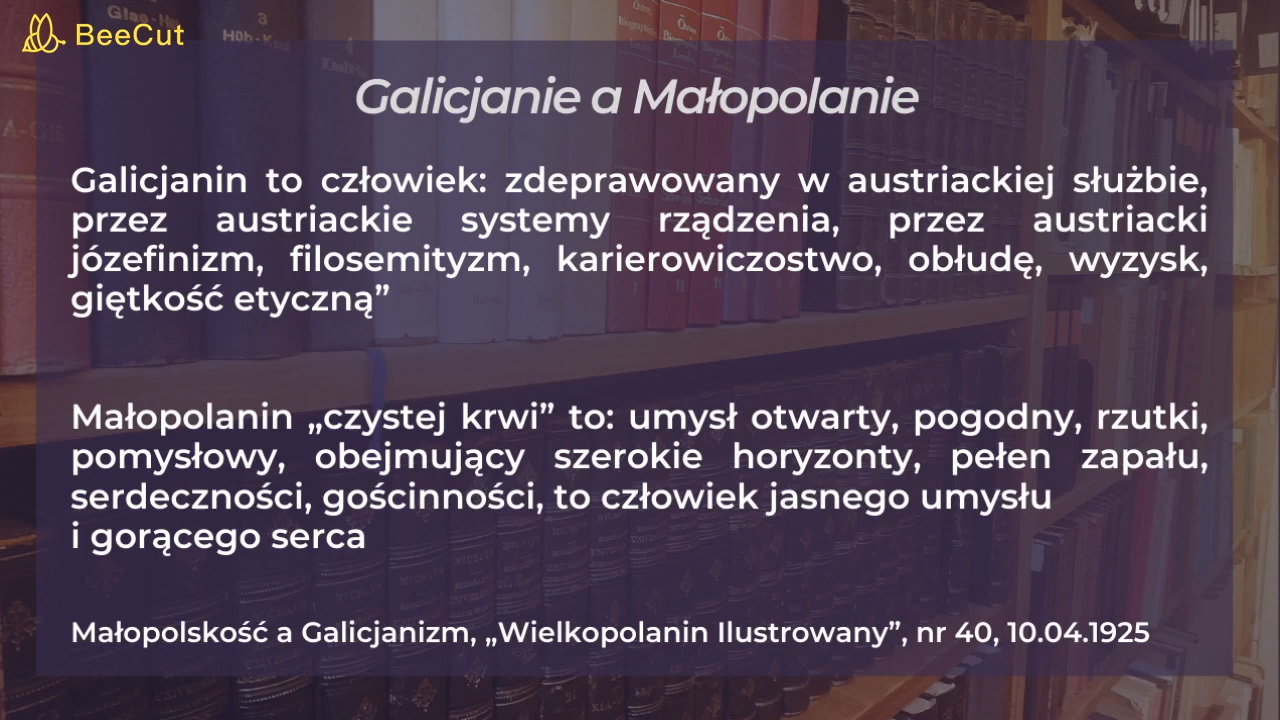 BeeCut
Galicjanie a Małopolanie
Galicjanin to człowiek: zdeprawowany w austriackiej służbie,
przez austriackie systemy rządzenia, przez austriacki
józefinizm, filosemityzm, karierowiczostwo, obłudę, wyzysk,
giętkość etyczną”
Małopolanin „czystej krwi” to: umysł otwarty, pogodny, rzutki,
pomysłowy, obejmujący szerokie horyzonty, pełen zapału,
serdeczności, gościnności, to człowiek jasnego umysłu
i gorącego serca
Małopolskość a Galicjanizm, „Wielkopolanin Ilustrowany”, nr 40, 10.04.1925